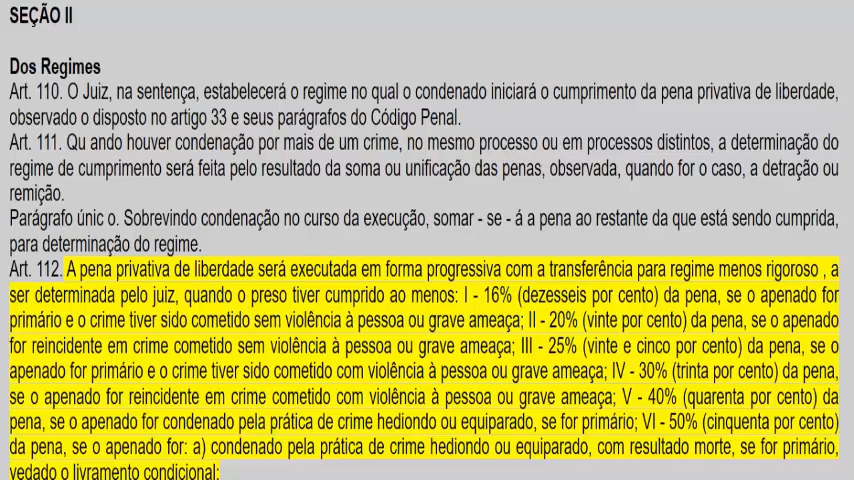 SEÇÃO II
Dos Regimes
Art. 110. O Juiz, na sentença, estabelecerá o regime no qual o condenado iniciará o cumprimento da pena privativa de liberdade,
observado o disposto no artigo 33 e seus parágrafos do Código Penal.
Art. 111. Qu ando houver condenação por mais de um crime, no mesmo processo ou em processos distintos, a determinação do
regime de cumprimento será feita pelo resultado da soma ou unificação das penas, observada, quando for o caso, a detração ou
remição.
Parágrafo únic o. Sobrevindo condenação no curso da execução, somar - se - á a pena ao restante da que está sendo cumprida,
para determinação do regime.
Art. 112. A pena privativa de liberdade será executada em forma progressiva com a transferência para regime menos rigoroso , a
ser determinada pelo juiz, quando o preso tiver cumprido ao menos: I - 16% (dezesseis por cento) da pena, se o apenado for
primário e o crime tiver sido cometido sem violência à pessoa ou grave ameaça; II - 20% (vinte por cento) da pena, se o apenado
for reincidente em crime cometido sem violência à pessoa ou grave ameaça; III - 25% (vinte e cinco por cento) da pena, se o
apenado for primário e o crime tiver sido cometido com violência à pessoa ou grave ameaça; IV - 30% (trinta por cento) da pena,
se o apenado for reincidente em crime cometido com violência à pessoa ou grave ameaça; V - 40% (quarenta por cento) da
pena, se o apenado for condenado pela prática de crime hediondo ou equiparado, se for primário; VI - 50% (cinquenta por cento)
da pena, se o apenado for: a) condenado pela prática de crime hediondo ou equiparado, com resultado morte, se for primário,
vedado o livramento condicional;